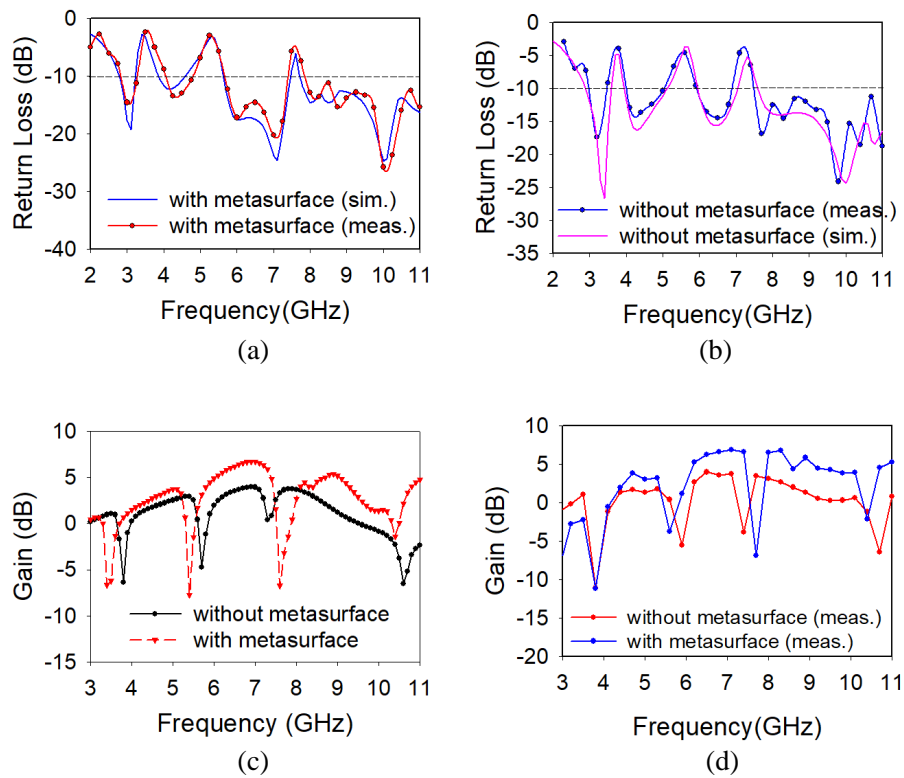 0
-10
-20
-30
-40
Return Loss (dB)
with metasurface (sim.)
with metasurface (meas.)
2 3 4 5 6 7 8 9 10 11
Frequency(GHz)
(a)
0
-5
-10
-15
-20
-25
-30
-35
Return Loss (dB)
without metasurface (meas.)
without metasurface (sim.)
2 3 4 5 6 7 8 9 10 11
Frequency(GHz)
(b)
10
5
0
-5
-10
-15
Gain (dB)
without metasurface
with metasurface
3 4 5 6 7 8 9 10 11
Frequency (GHz)
(c)
10
5
0
-5
-10
-15
-20
Gain (dB)
without metasurface (meas.)
with metasurface (meas.)
3 4 5 6 7 8 9 10 11
Frequency (GHz)
(d)